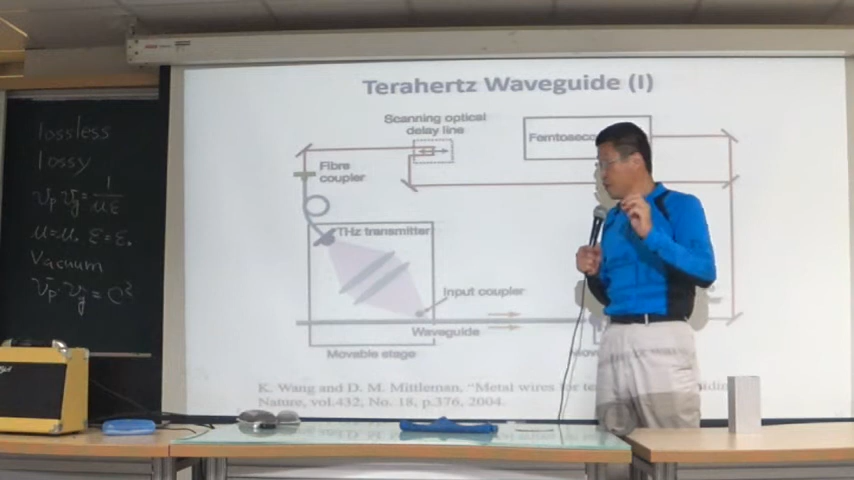 lossless
lossy
Vp Vg = 1/με
μ=μ₀ ε=ε₀
Vacuum
Vp·Vg = C²
Terahertz Waveguide (I)
Scanning optical
delay line
Fibre
coupler
THz transmitter
Input coupler
Waveguide
Movable stage
K. Wang and D. M. Mittleman, "Metal wires for
Nature, vol.432, No. 18, p.376, 2004.